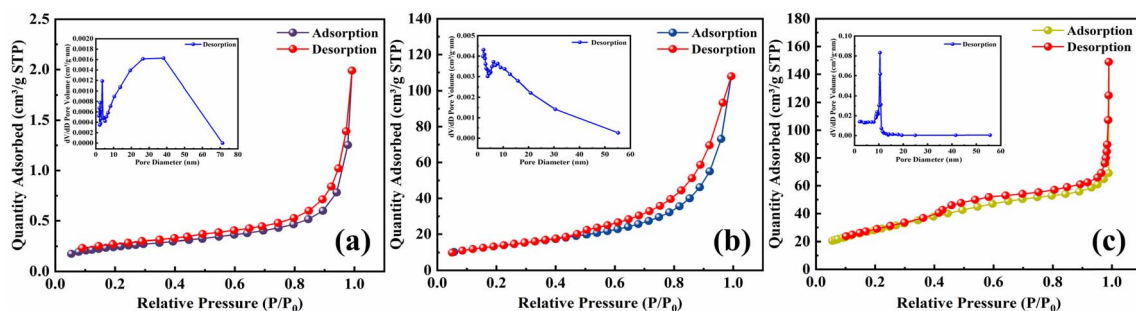 2.5
2.0
1.5
1.0
0.5
0.0
0.0 0.2 0.4 0.6 0.8 1.0
Quantity Adsorbed (cm³/g STP)
Relative Pressure (P/P₀)
Adsorption
Desorption
(a)
0.0020
0.0018
0.0016
0.0014
0.0012
0.0010
0.0008
0.0006
0.0004
0.0002
0.0000
0 10 20 30 40 50 60 70 80
dV/dD Pore Volume (cm³/g·nm)
Pore Diameter (nm)
Desorption
140
120
100
80
60
40
20
0
0.0 0.2 0.4 0.6 0.8 1.0
Quantity Adsorbed (cm³/g STP)
Relative Pressure (P/P₀)
Adsorption
Desorption
(b)
0.005
0.004
0.003
0.002
0.001
0.000
0 10 20 30 40 50 60
dV/dD Pore Volume (cm³/g·nm)
Pore Diameter (nm)
Desorption
180
160
140
120
100
80
60
40
20
0
0.0 0.2 0.4 0.6 0.8 1.0
Quantity Adsorbed (cm³/g STP)
Relative Pressure (P/P₀)
Adsorption
Desorption
(c)
0.10
0.08
0.06
0.04
0.02
0.00
0 10 20 30 40 50 60
dV/dD Pore Volume (cm³/g·nm)
Pore Diameter (nm)
Desorption